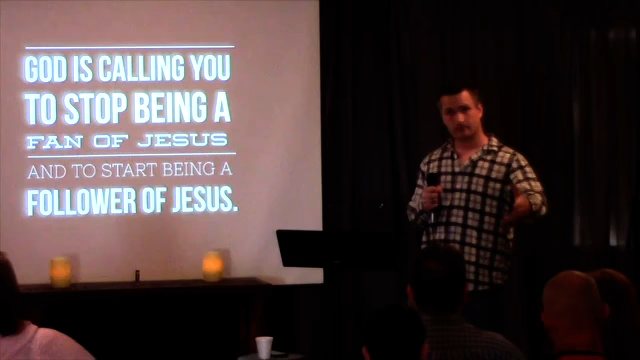 GOD IS CALLING YOU
TO STOP BEING A
FAN OF JESUS
AND TO START BEING A
FOLLOWER OF JESUS.